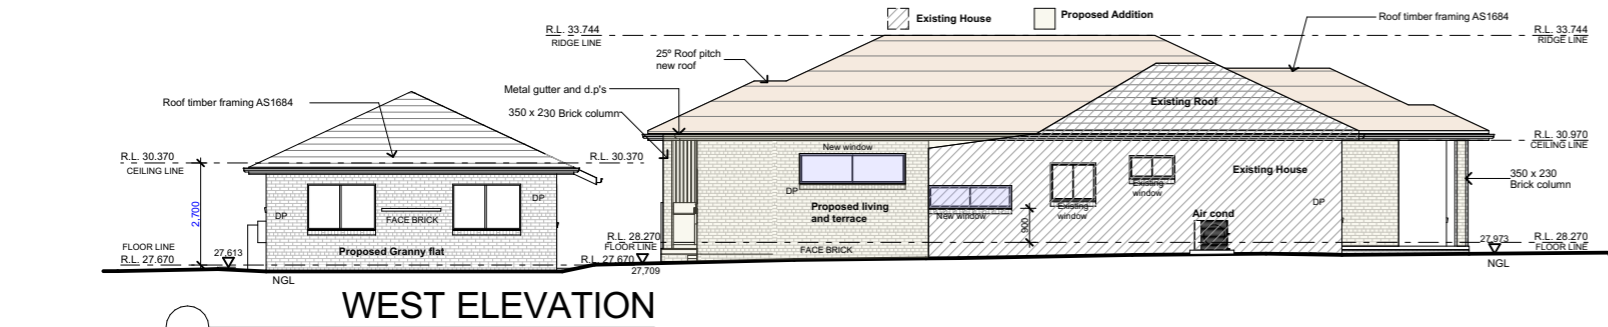 Existing House
Proposed Addition
R.L. 33.744
RIDGE LINE
Roof timber framing AS1684
R.L. 33.744
RIDGE LINE
25º Roof pitch
new roof
Metal gutter and d.p's
350 x 230 Brick column
Roof timber framing AS1684
Existing Roof
R.L. 30.370
CEILING LINE
R.L. 30.370
R.L. 30.970
CEILING LINE
New window
Existing House
350 x 230
Brick column
DP
Existing
window
Existing
window
New window
DP
DP
DP
2,700
FACE BRICK
Proposed living
and terrace
Air cond
900
FLOOR LINE
R.L. 27.670
27,613
Proposed Granny flat
R.L. 28.270
FLOOR LINE
FACE BRICK
R.L. 27.670
27,709
27,973
R.L. 28.270
FLOOR LINE
NGL
NGL
WEST ELEVATION